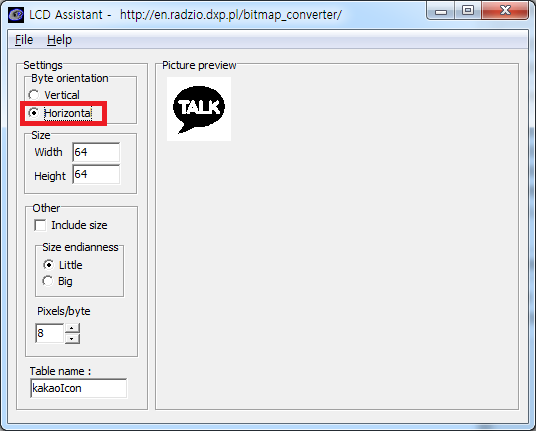 LCD Assistant - http://en.radzio.dxp.pl/bitmap_converter/
File Help
Settings
Byte orientation
Vertical
Horizontal
Size
Width 64
Height 64
Other
Include size
Size endianness
Little
Big
Pixels/byte
8
Table name :
kakaoIcon
Picture preview
TALK